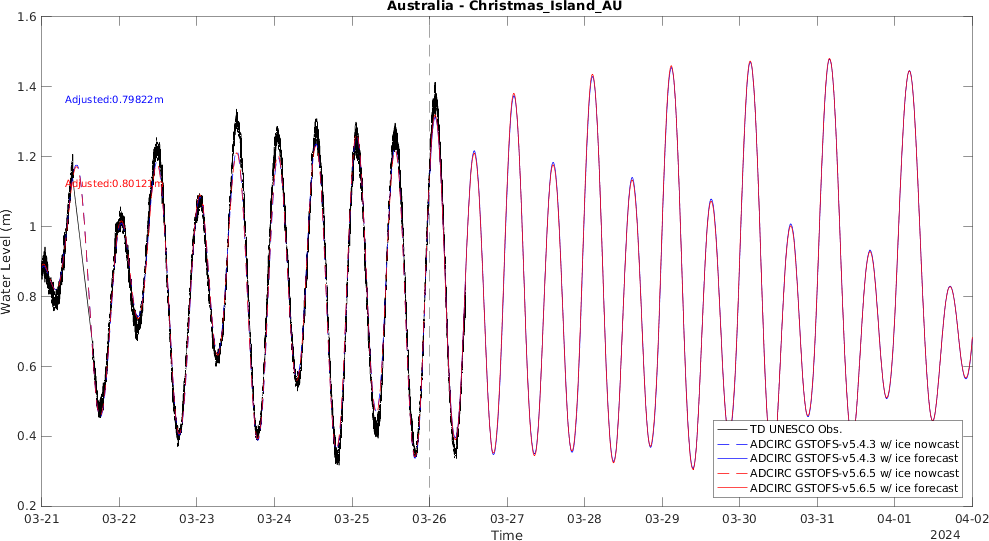 Australia - Christmas_Island_AU
1.6
1.4
1.2
1
0.8
0.6
0.4
0.2
Water Level (m)
Adjusted:0.79822m
Adjusted:0.80121m
TD UNESCO Obs.
ADCIRC GSTOFS-v5.4.3 w/ ice nowcast
ADCIRC GSTOFS-v5.4.3 w/ ice forecast
ADCIRC GSTOFS-v5.6.5 w/ ice nowcast
ADCIRC GSTOFS-v5.6.5 w/ ice forecast
03-21 03-22 03-23 03-24 03-25 03-26 03-27 03-28 03-29 03-30 03-31 04-01 04-02
Time
2024